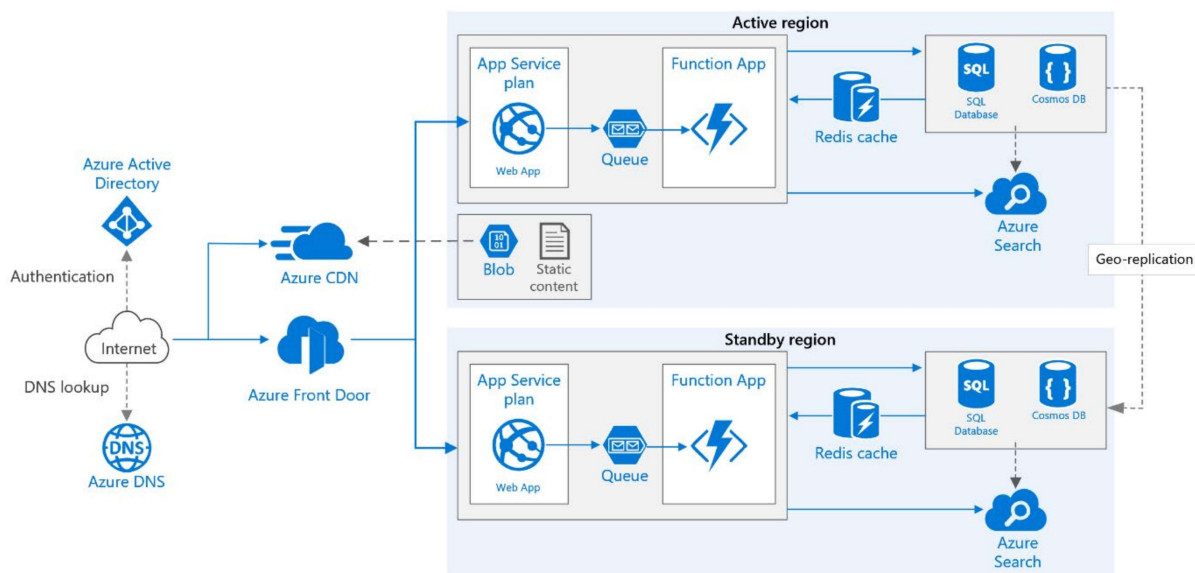 Active region
App Service
plan
Web App
Queue
Function App
Redis cache
SQL
SQL
Database
{ }
Cosmos DB
Azure
Search
10
01
Blob
Static
content
Geo-replication
Azure Active
Directory
Authentication
Internet
DNS lookup
DNS
Azure DNS
Azure CDN
Azure Front Door
Standby region
App Service
plan
Web App
Queue
Function App
Redis cache
SQL
SQL
Database
{ }
Cosmos DB
Azure
Search